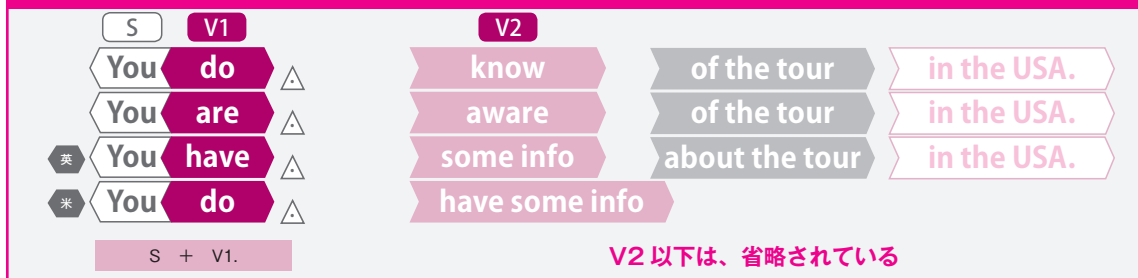 S V1 V2
You do know of the tour in the USA.
You are aware of the tour in the USA.
英 You have some info about the tour in the USA.
米 You do have some info
S + V1. V2 以下は、省略されている